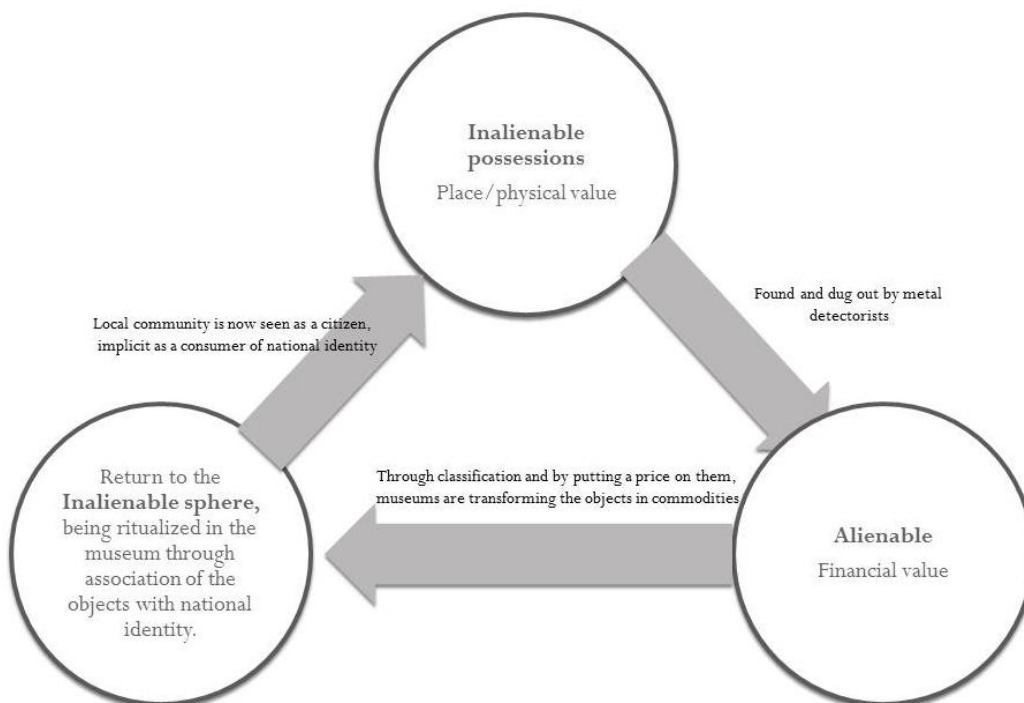 Inalienable
possessions
Place/physical value
Found and dug out by metal
detectorists
Local community is now seen as a citizen,
implicit as a consumer of national identity
Through classification and by putting a price on them,
museums are transforming the objects in commodities
Return to the
Inalienable sphere,
being ritualized in the
museum through
association of the
objects with national
identity.
Alienable
Financial value